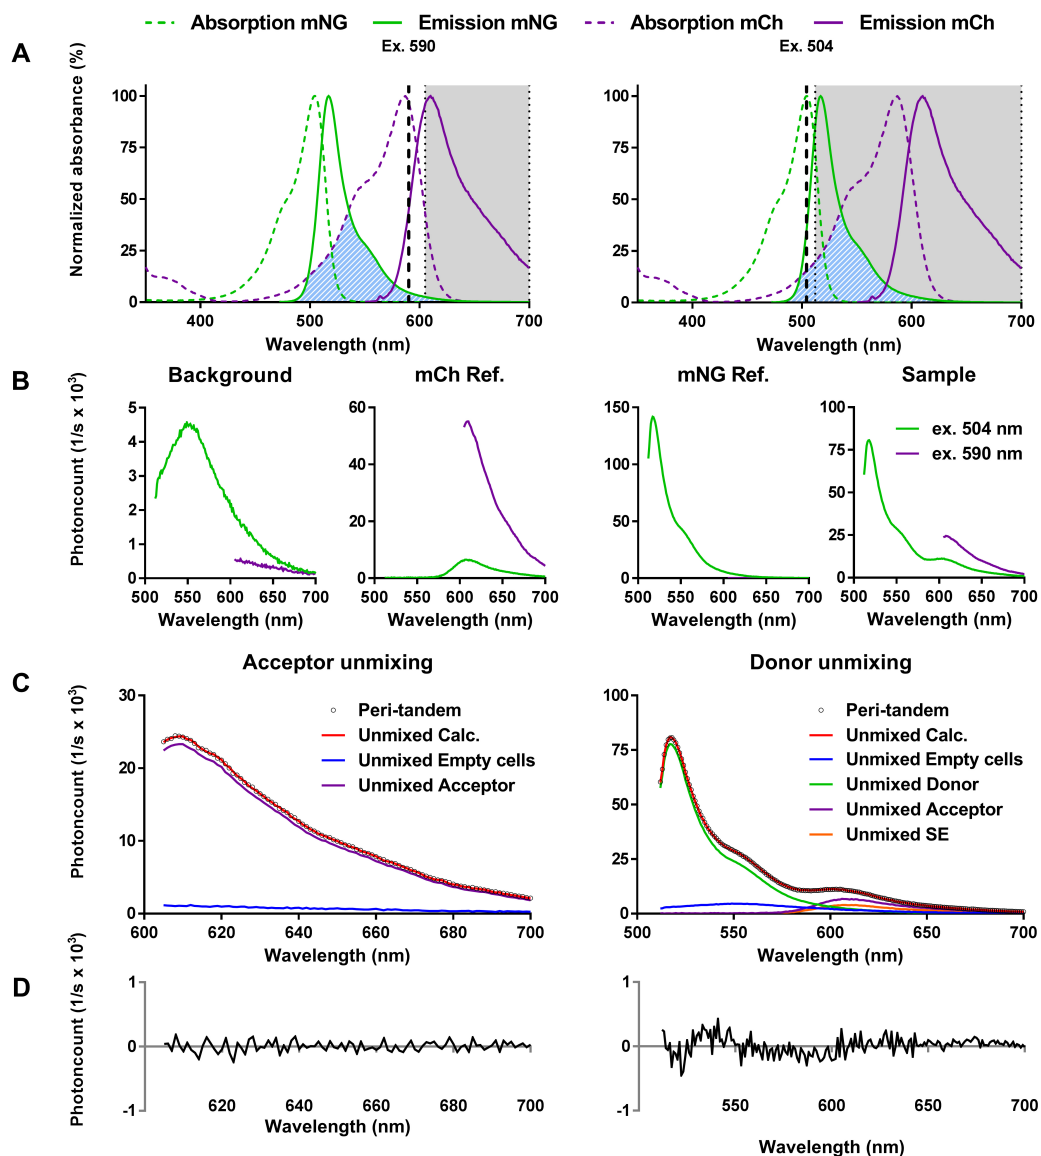 Absorption mNG Emission mNG Absorption mCh Emission mCh
A
Ex. 590
Ex. 504
Normalized absorbance (%)
100
75
50
25
0
400 500 600 700
Wavelength (nm)
100
75
50
25
0
400 500 600 700
Wavelength (nm)
B
Background
mCh Ref.
mNG Ref.
Sample
Photoncount (1/s x 10³)
5
4
3
2
1
0
500 550 600 650 700
Wavelength (nm)
60
40
20
0
500 550 600 650 700
Wavelength (nm)
150
100
50
0
500 550 600 650 700
Wavelength (nm)
100
75
50
25
0
ex. 504 nm
ex. 590 nm
500 550 600 650 700
Wavelength (nm)
C
Acceptor unmixing
Donor unmixing
Photoncount (1/s x 10³)
30
20
10
0
Peri-tandem
Unmixed Calc.
Unmixed Empty cells
Unmixed Acceptor
600 620 640 660 680 700
Wavelength (nm)
100
75
50
25
0
Peri-tandem
Unmixed Calc.
Unmixed Empty cells
Unmixed Donor
Unmixed Acceptor
Unmixed SE
500 550 600 650 700
Wavelength (nm)
D
Photoncount (1/s x 10³)
1
0
-1
620 640 660 680 700
Wavelength (nm)
1
0
-1
550 600 650 700
Wavelength (nm)